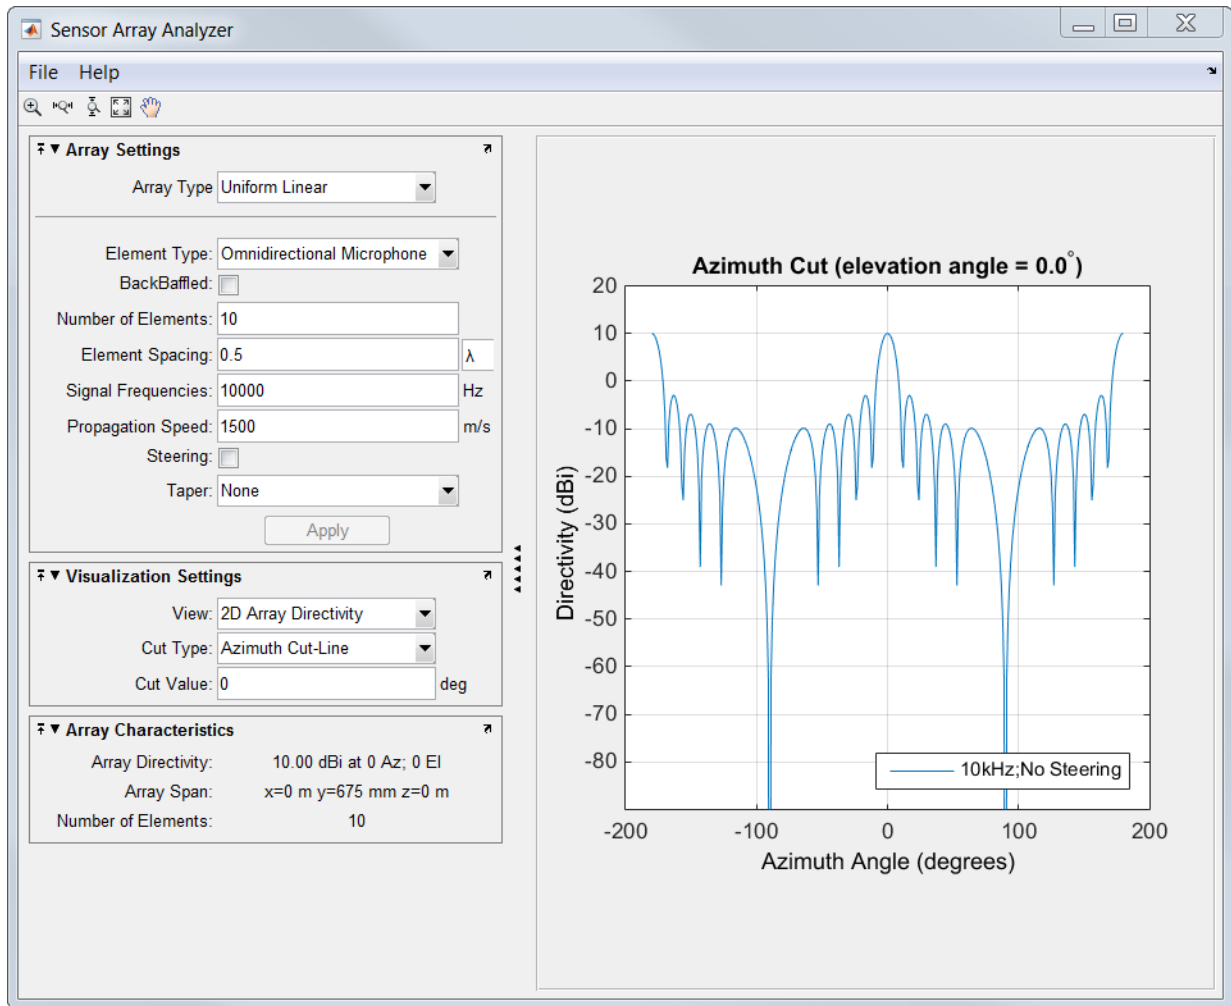 Sensor Array Analyzer
File Help
Array Settings
Array Type Uniform Linear
Element Type: Omnidirectional Microphone
BackBaffled:
Number of Elements: 10
Element Spacing: 0.5 λ
Signal Frequencies: 10000 Hz
Propagation Speed: 1500 m/s
Steering:
Taper: None
Apply
Visualization Settings
View: 2D Array Directivity
Cut Type: Azimuth Cut-Line
Cut Value: 0 deg
Array Characteristics
Array Directivity: 10.00 dBi at 0 Az; 0 El
Array Span: x=0 m y=675 mm z=0 m
Number of Elements: 10
Azimuth Cut (elevation angle = 0.0°)
Directivity (dBi)
20
10
0
-10
-20
-30
-40
-50
-60
-70
-80
10kHz;No Steering
-200 -100 0 100 200
Azimuth Angle (degrees)